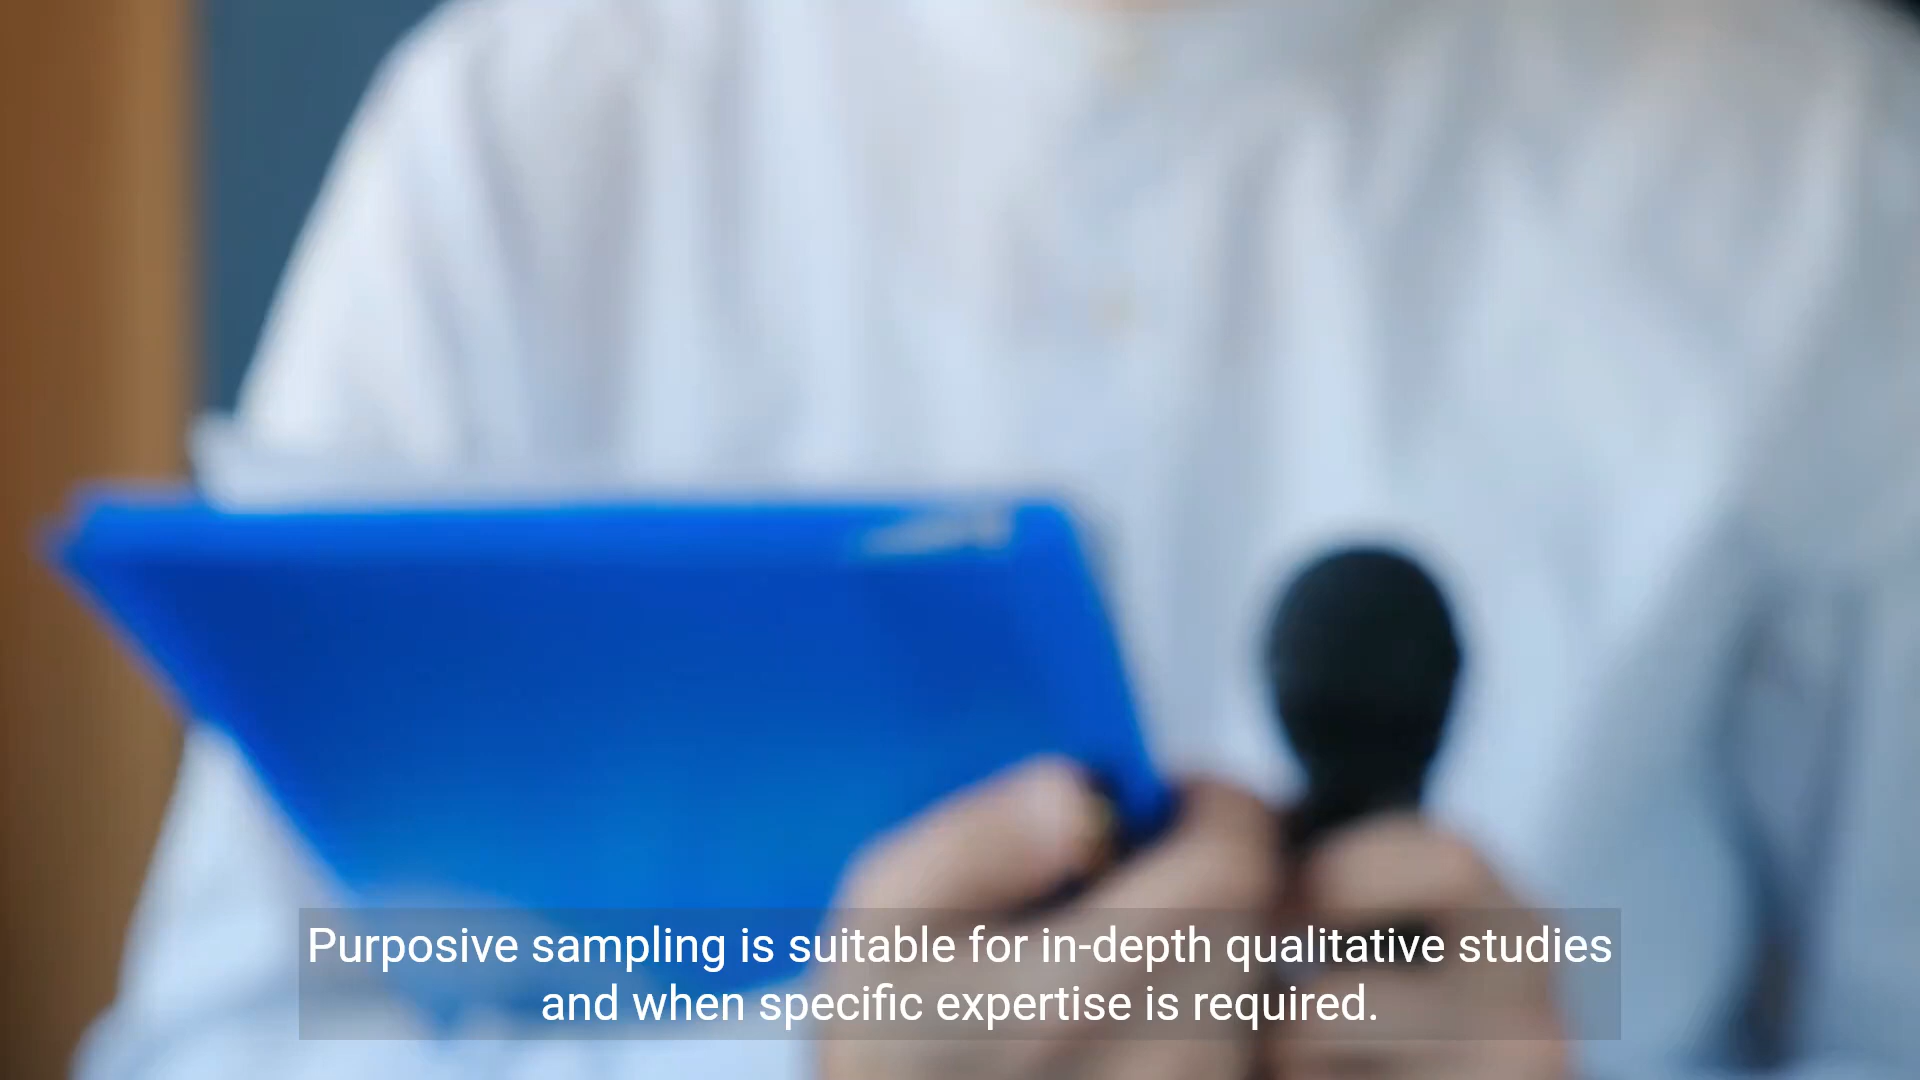 Purposive sampling is suitable for in-depth qualitative studies
and when specific expertise is required.